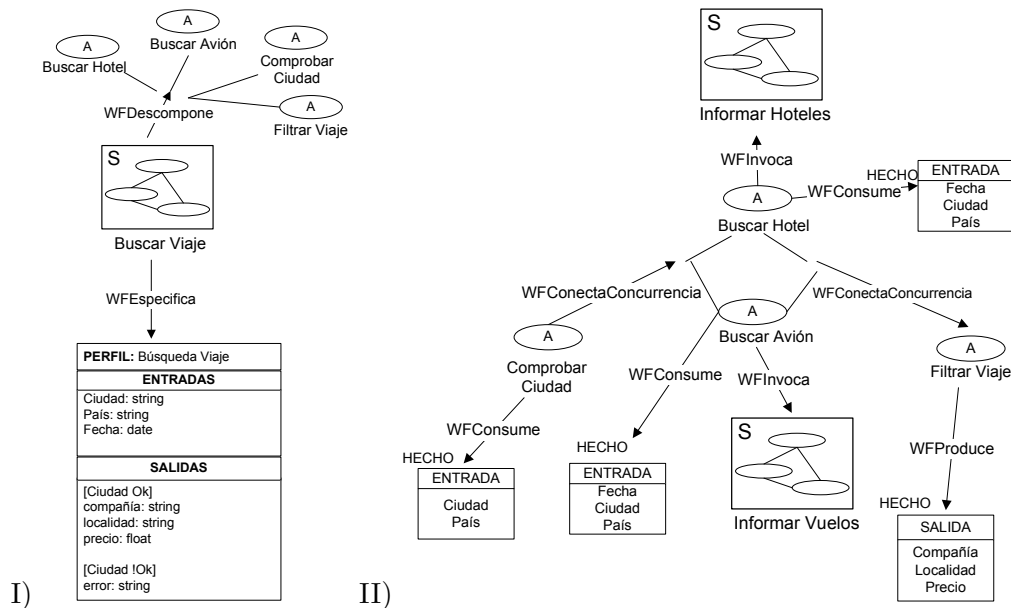 A
Buscar Hotel
A
Buscar Avión
A
Comprobar
Ciudad
A
Filtrar Viaje
WFDescompone
S
Buscar Viaje
WFEspecifica
PERFIL: Búsqueda Viaje
ENTRADAS
Ciudad: string
País: string
Fecha: date
SALIDAS
[Ciudad Ok]
compañía: string
localidad: string
precio: float
[Ciudad !Ok]
error: string
I)
S
Informar Hoteles
WFInvoca
A
Buscar Hotel
WFConsume
HECHO
ENTRADA
Fecha
Ciudad
País
WFConectaConcurrencia
WFConectaConcurrencia
A
Buscar Avión
A
Comprobar
Ciudad
A
Filtrar Viaje
WFConsume
WFInvoca
WFConsume
WFProduce
HECHO
ENTRADA
Ciudad
País
HECHO
ENTRADA
Fecha
Ciudad
País
S
Informar Vuelos
HECHO
SALIDA
Compañía
Localidad
Precio
II)